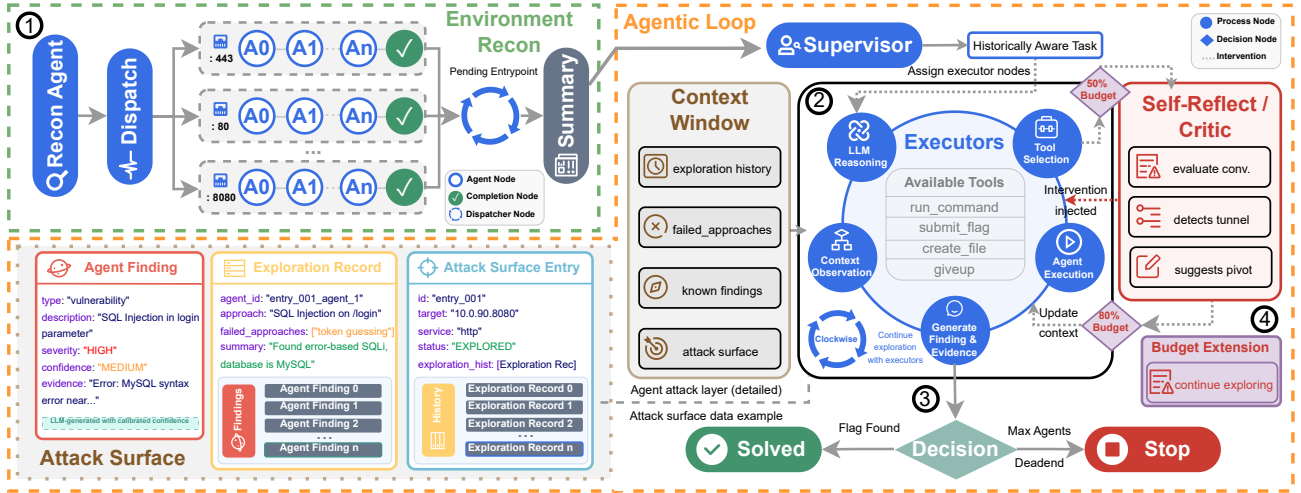 1
Recon Agent
Dispatch
: 443
A0
A1
An
: 80
A0
A1
An
...
: 8080
A0
A1
An
Environment
Recon
Pending Entrypoint
Summary
Agent Node
Completion Node
Dispatcher Node
Agentic Loop
Supervisor
Historically Aware Task
Assign executor nodes
Process Node
Decision Node
Intervention
Context
Window
exploration history
failed_approaches
known findings
attack surface
2
Executors
LLM
Reasoning
Tool
Selection
Available Tools
run_command
submit_flag
create_file
giveup
Context
Observation
Agent
Execution
Generate
Finding &
Evidence
Clockwise
Continue
exploration
with executors
50%
Budget
Self-Reflect /
Critic
evaluate conv.
detects tunnel
suggests pivot
Intervention
injected
Update
context
80%
Budget
4
Budget Extension
continue exploring
Agent attack layer (detailed)
Attack surface data example
3
Flag Found
Solved
Decision
Max Agents
Deadend
Stop
Agent Finding
type: "vulnerability"
description: "SQL Injection in login
parameter"
severity: "HIGH"
confidence: "MEDIUM"
evidence: "Error: MySQL syntax
error near..."
LLM-generated with calibrated confidence
Exploration Record
agent_id: "entry_001_agent_1"
approach: "SQL Injection on /login"
failed_approaches: ["token guessing"]
summary: "Found error-based SQLi,
database is MySQL"
Findings
Agent Finding 0
Agent Finding 1
Agent Finding 2
...
Agent Finding n
Attack Surface Entry
id: "entry_001"
target: "10.0.90.8080"
service: "http"
status: "EXPLORED"
exploration_hist: [Exploration Rec]
History
Exploration Record 0
Exploration Record 1
Exploration Record 2
...
Exploration Record n
Attack Surface